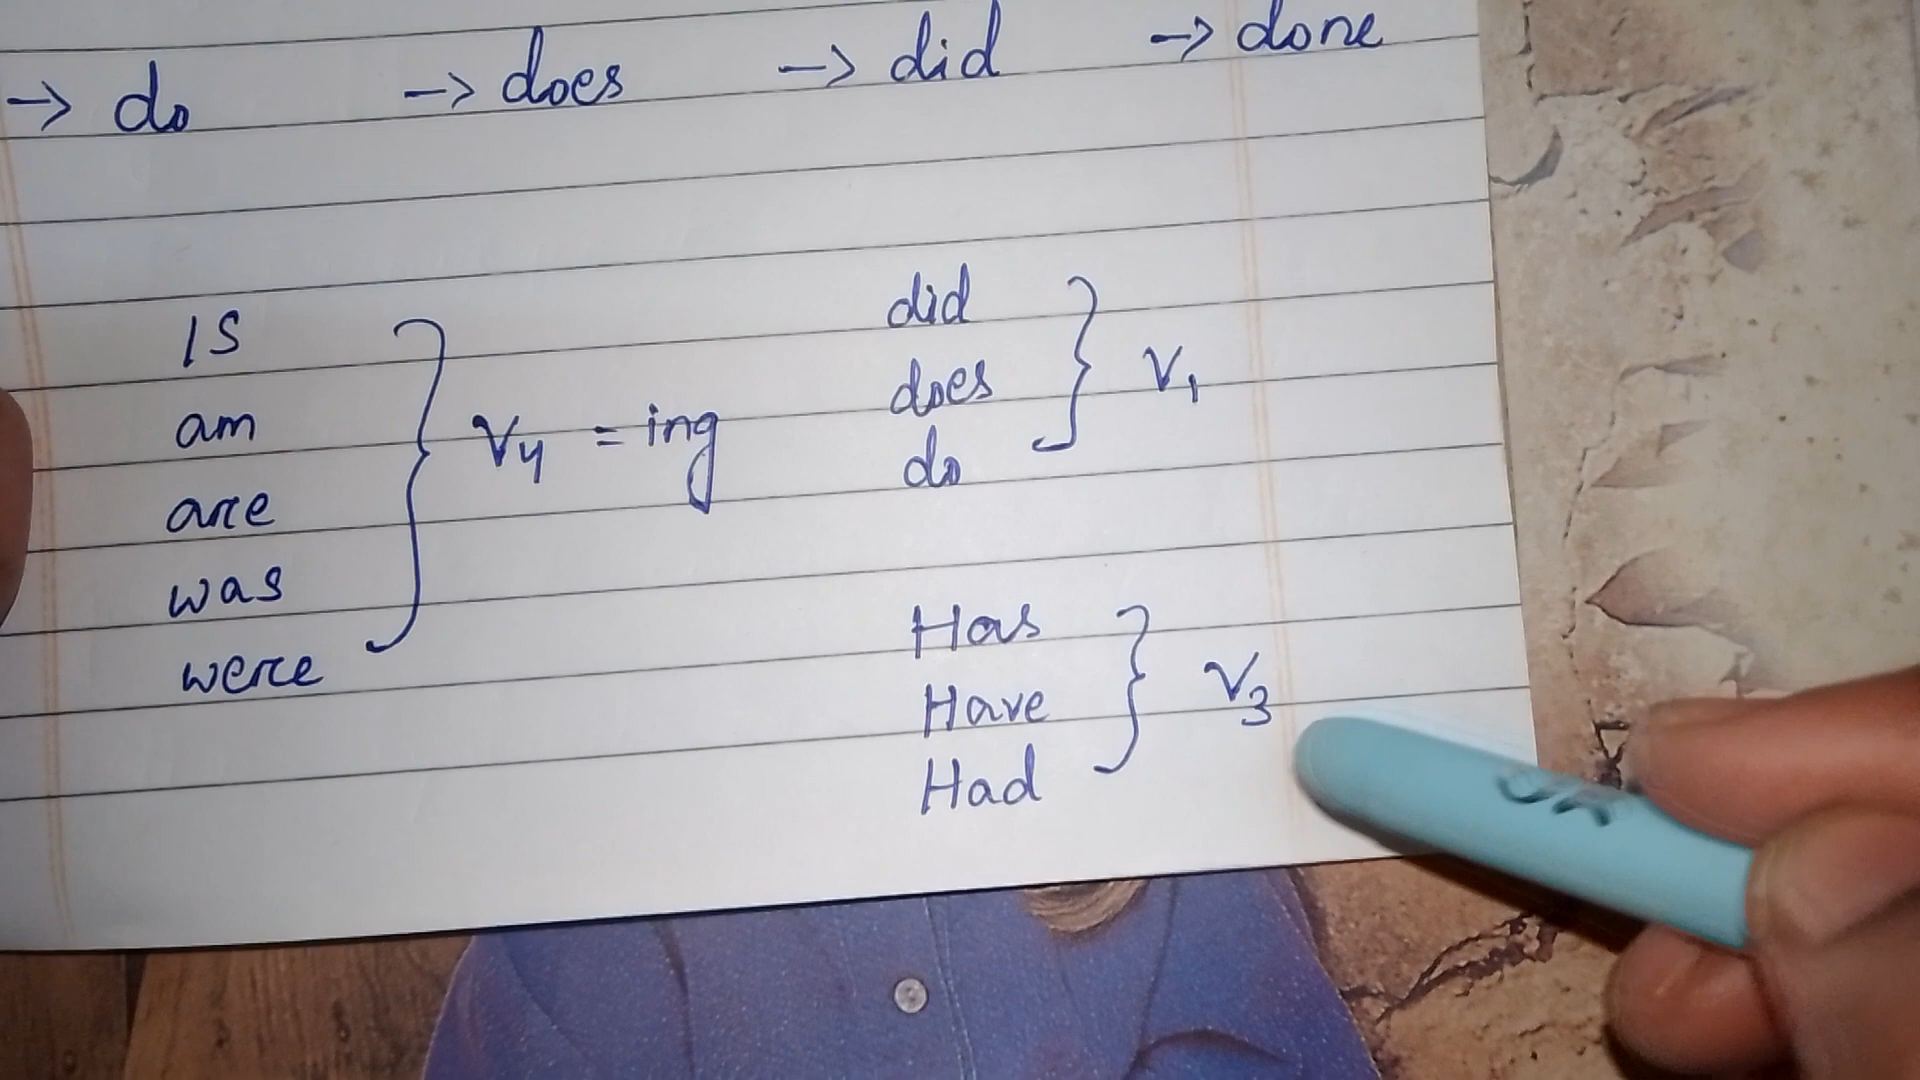 -> do -> does -> did -> done
IS
am
are
was
were
V4 = ing
did
does
do
V1
Has
Have
Had
V3